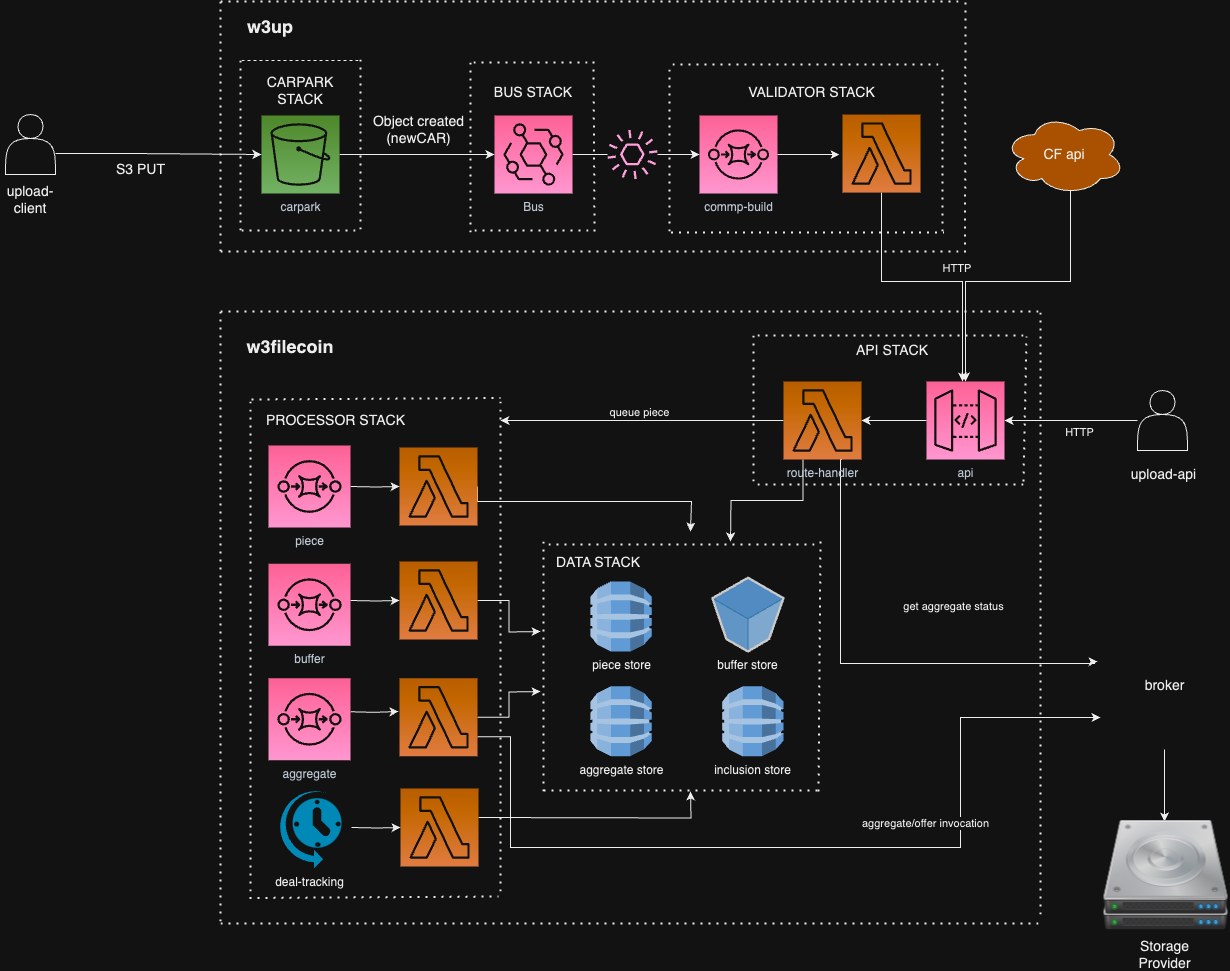 w3up
CARPARK
STACK
carpark
Object created
(newCAR)
BUS STACK
Bus
VALIDATOR STACK
commp-build
CF api
S3 PUT
upload-
client
HTTP
w3filecoin
API STACK
route-handler
api
HTTP
upload-api
queue piece
PROCESSOR STACK
piece
buffer
aggregate
deal-tracking
DATA STACK
piece store
buffer store
aggregate store
inclusion store
get aggregate status
broker
aggregate/offer invocation
Storage
Provider